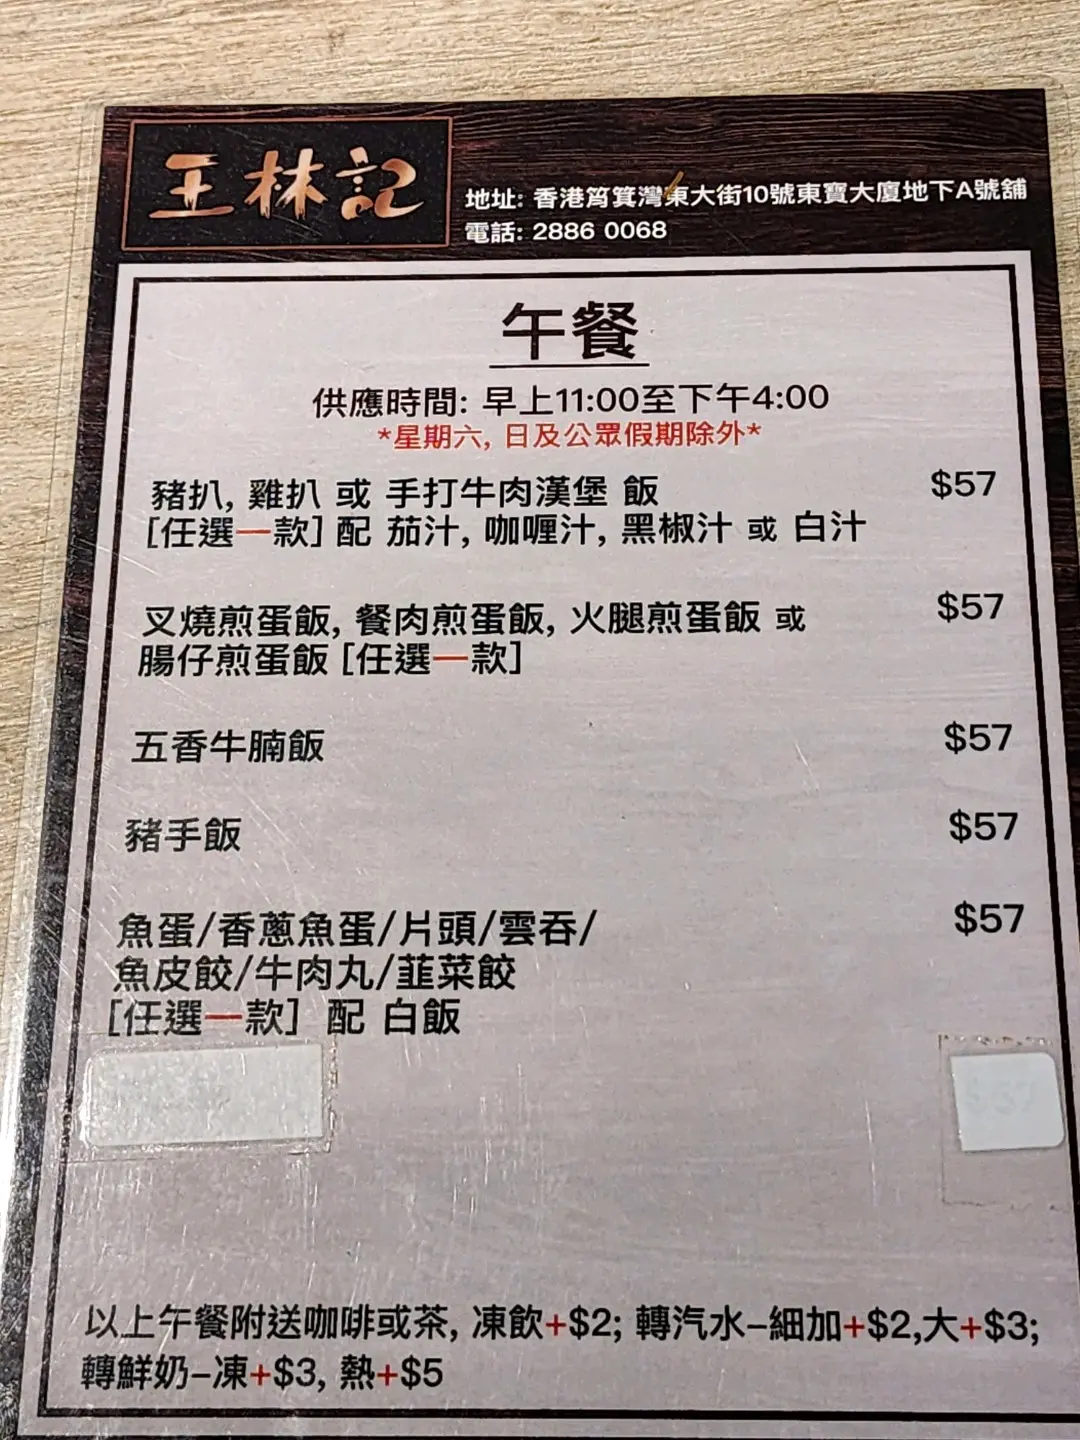 王林記
地址: 香港筲箕灣東大街10號東寶大廈地下A號舖
電話: 2886 0068
午餐
供應時間: 早上11:00至下午4:00
*星期六, 日及公眾假期除外*
豬扒, 雞扒 或 手打牛肉漢堡 飯 $57
[任選一款] 配 茄汁, 咖喱汁, 黑椒汁 或 白汁
叉燒煎蛋飯, 餐肉煎蛋飯, 火腿煎蛋飯 或 $57
腸仔煎蛋飯 [任選一款]
五香牛腩飯 $57
豬手飯 $57
魚蛋/香蔥魚蛋/片頭/雲吞/ $57
魚皮餃/牛肉丸/韮菜餃
[任選一款] 配 白飯
以上午餐附送咖啡或茶, 凍飲+$2; 轉汽水–細加+$2,大+$3;
轉鮮奶–凍+$3, 熱+$5